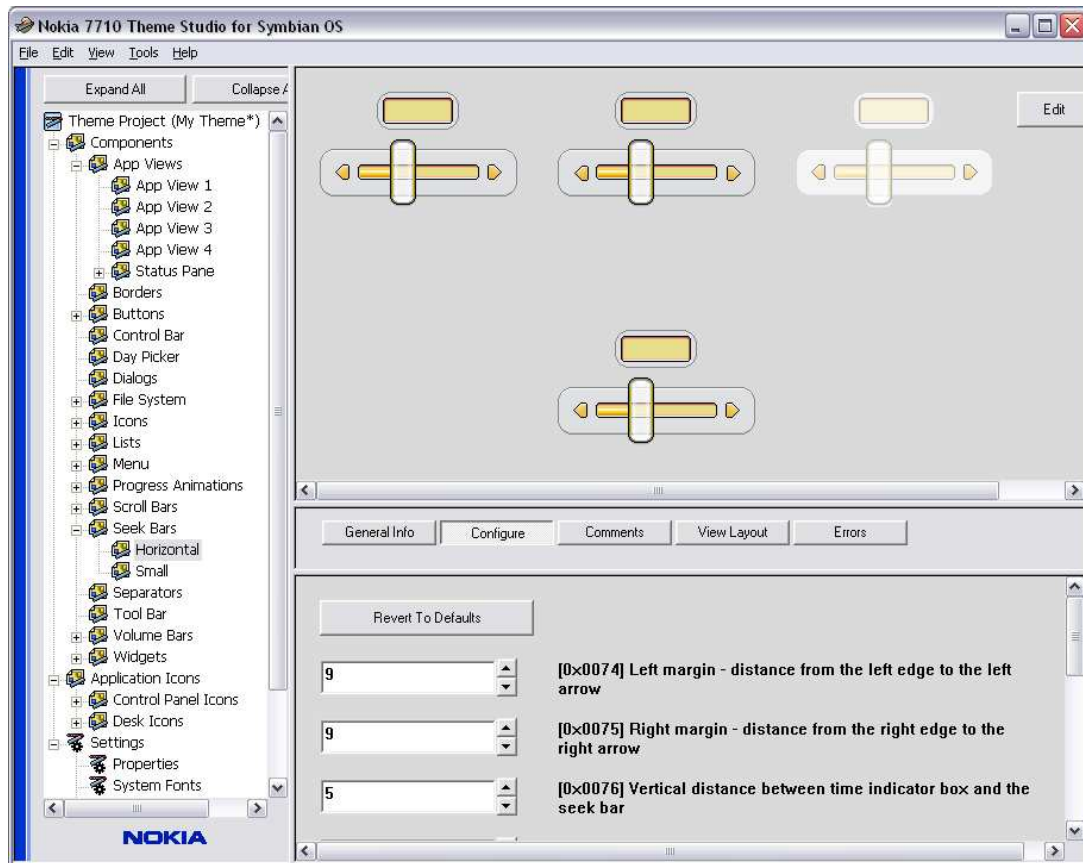 Nokia 7710 Theme Studio for Symbian OS
File Edit View Tools Help
Expand All
Collapse A
Theme Project (My Theme*)
Components
App Views
App View 1
App View 2
App View 3
App View 4
Status Pane
Borders
Buttons
Control Bar
Day Picker
Dialogs
File System
Icons
Lists
Menu
Progress Animations
Scroll Bars
Seek Bars
Horizontal
Small
Separators
Tool Bar
Volume Bars
Widgets
Application Icons
Control Panel Icons
Desk Icons
Settings
Properties
System Fonts
NOKIA
Edit
General Info
Configure
Comments
View Layout
Errors
Revert To Defaults
9
[0x0074] Left margin - distance from the left edge to the left
arrow
9
[0x0075] Right margin - distance from the right edge to the
right arrow
5
[0x0076] Vertical distance between time indicator box and the
seek bar